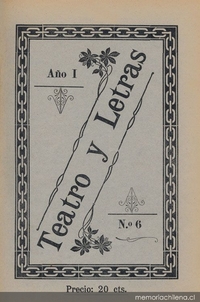 Año I
Teatro y Letras
N.o 6
Precio: 20 cts.
memoriachilena.cl